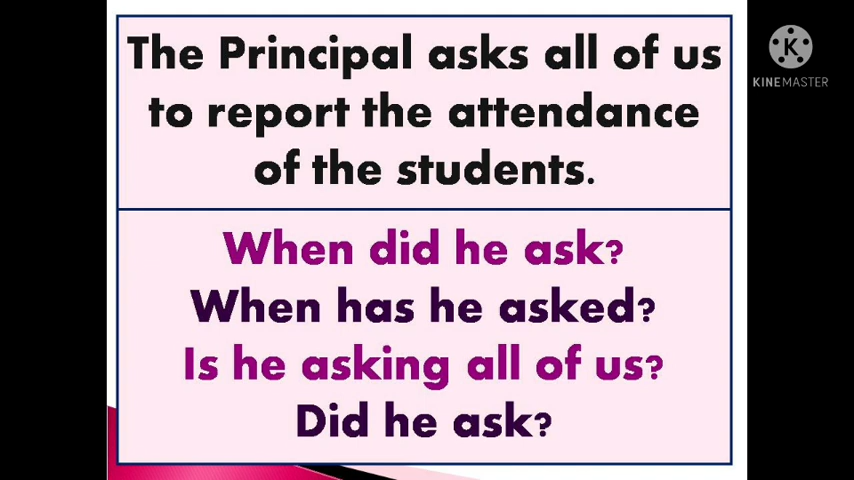 The Principal asks all of us
to report the attendance
of the students.
When did he ask?
When has he asked?
Is he asking all of us?
Did he ask?
K
KINEMASTER